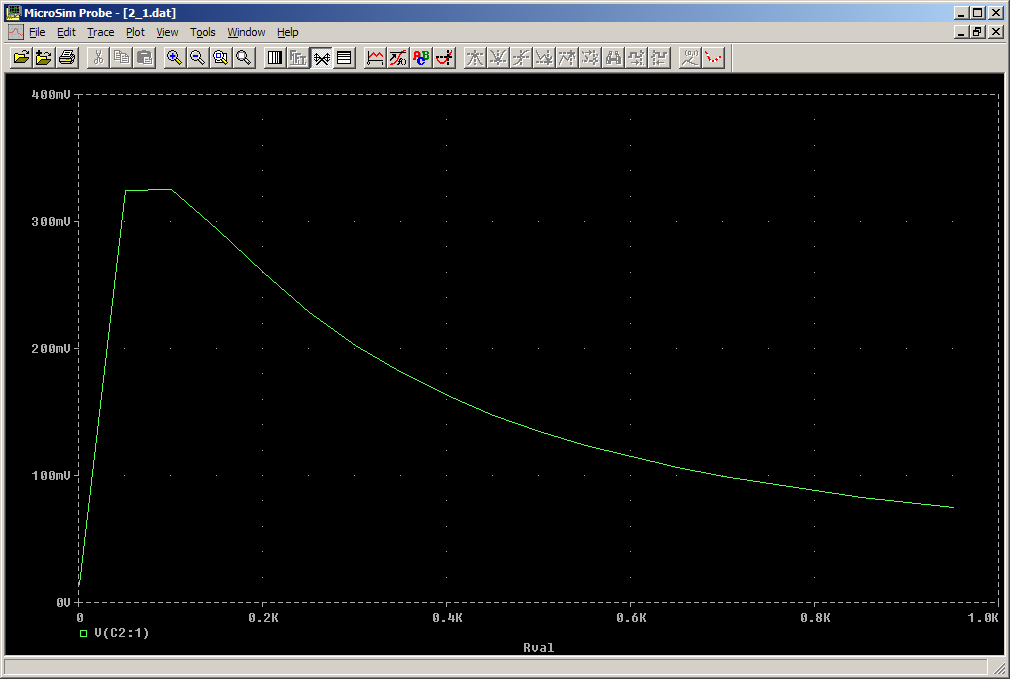 MicroSim Probe - [2_1.dat]
File Edit Trace Plot View Tools Window Help
400mV
300mV
200mV
100mV
0V
0 0.2K 0.4K 0.6K 0.8K 1.0K
V(C2:1)
Rval